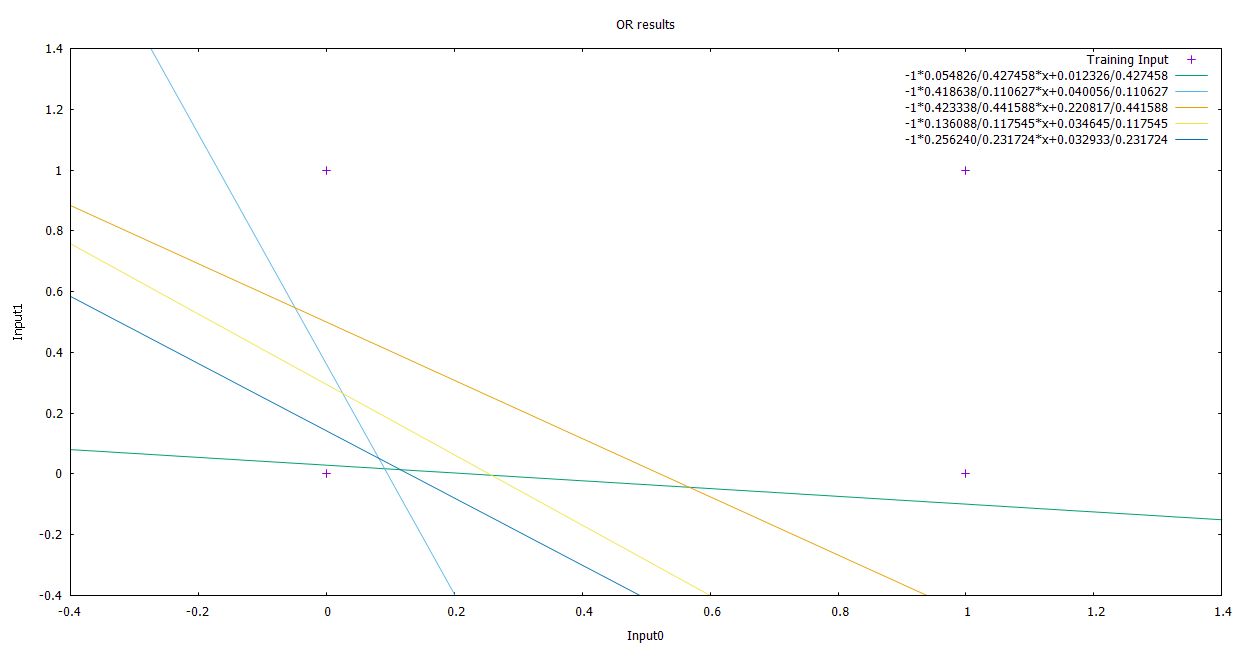 OR results
Training Input
-1*0.054826/0.427458*x+0.012326/0.427458
-1*0.418638/0.110627*x+0.040056/0.110627
-1*0.423338/0.441588*x+0.220817/0.441588
-1*0.136088/0.117545*x+0.034645/0.117545
-1*0.256240/0.231724*x+0.032933/0.231724
1.4
1.2
1
0.8
0.6
0.4
0.2
0
-0.2
-0.4
Input1
-0.4 -0.2 0 0.2 0.4 0.6 0.8 1 1.2 1.4
Input0